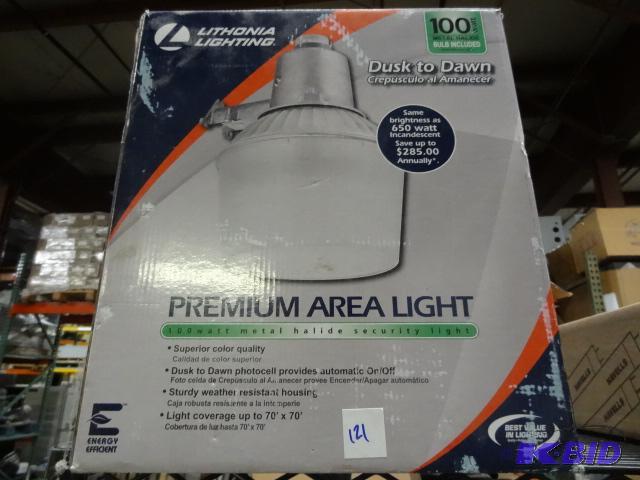 LITHONIA
LIGHTING
100 WATT
METAL HALIDE
BULB INCLUDED
Dusk to Dawn
Crepúsculo al Amanecer
Same
brightness as
650 watt
Incandescent
Save up to
$285.00
Annually*.
PREMIUM AREA LIGHT
100watt metal halide security light
• Superior color quality
Calidad de color superior
• Dusk to Dawn photocell provides automatic On/Off
Foto celda de Crepúsculo al Amanecer provee Encender/Apagar automático
• Sturdy weather resistant housing
Caja robusta resistente a la intemperie
• Light coverage up to 70' x 70'
Cobertura de luz hasta 70' x 70'
ENERGY
EFFICIENT
121
BEST VALUE
IN LIGHTING
K-BID